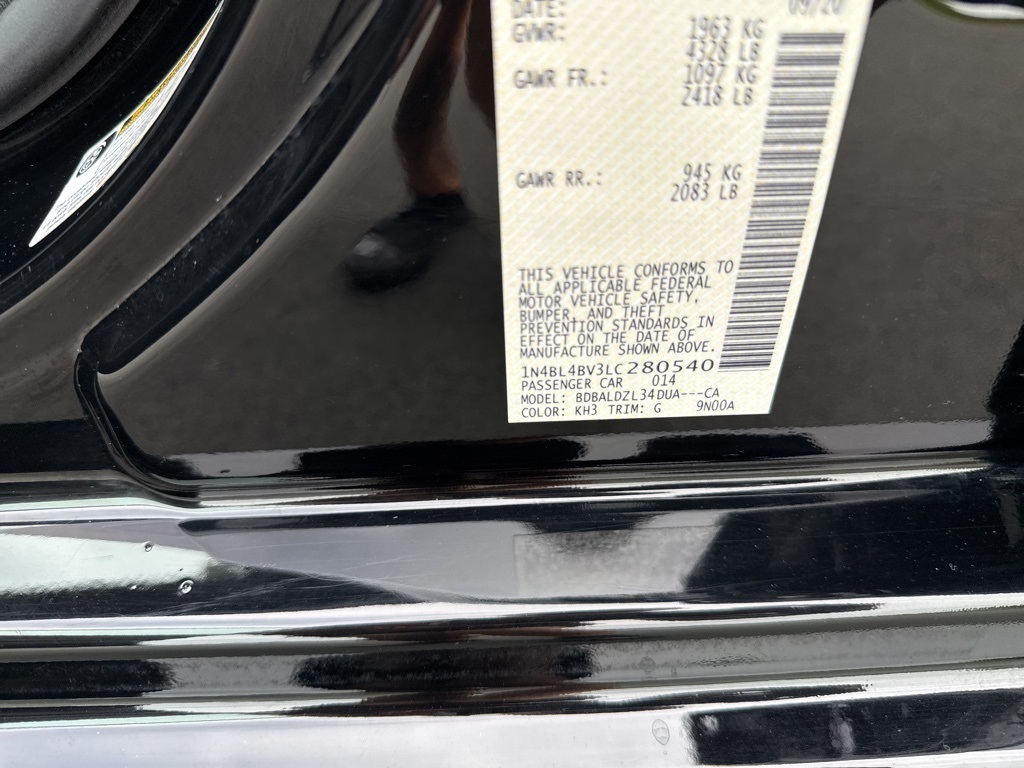 DATE: 09/20
GVWR: 1963 KG
4328 LB
GAWR FR.: 1097 KG
2418 LB
GAWR RR.: 945 KG
2083 LB
THIS VEHICLE CONFORMS TO
ALL APPLICABLE FEDERAL
MOTOR VEHICLE SAFETY,
BUMPER, AND THEFT
PREVENTION STANDARDS IN
EFFECT ON THE DATE OF
MANUFACTURE SHOWN ABOVE.
1N4BL4BV3LC280540
PASSENGER CAR 014
MODEL: BDBALDZL34DUA---CA
COLOR: KH3 TRIM: G 9N00A